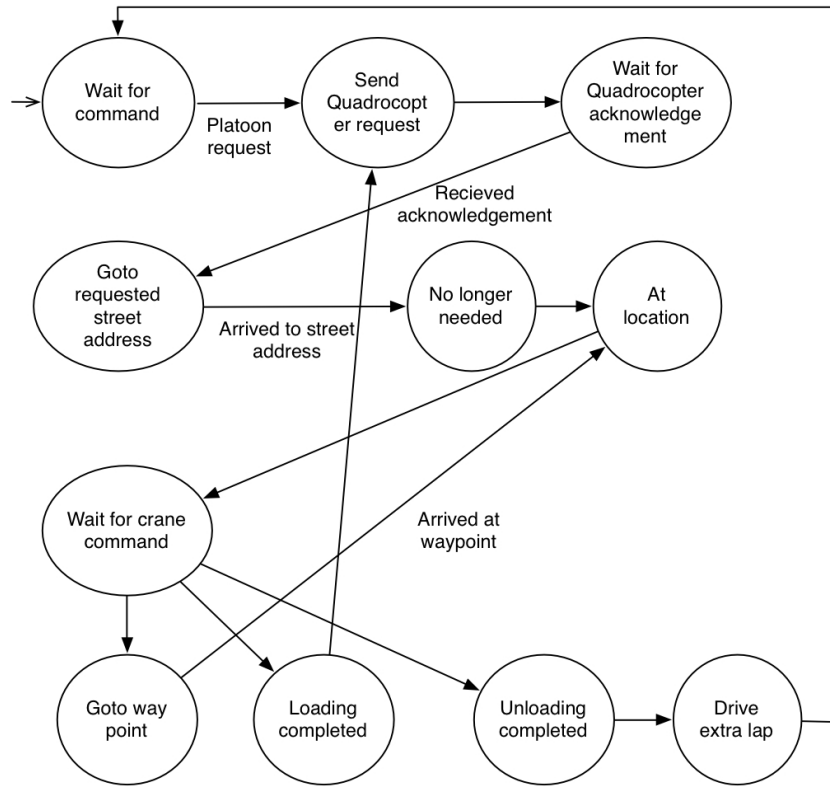 Wait for
command
Platoon
request
Send
Quadrocopt
er request
Wait for
Quadrocopter
acknowledge
ment
Recieved
acknowledgement
Goto
requested
street
address
Arrived to street
address
No longer
needed
At
location
Wait for crane
command
Arrived at
waypoint
Goto way
point
Loading
completed
Unloading
completed
Drive
extra lap